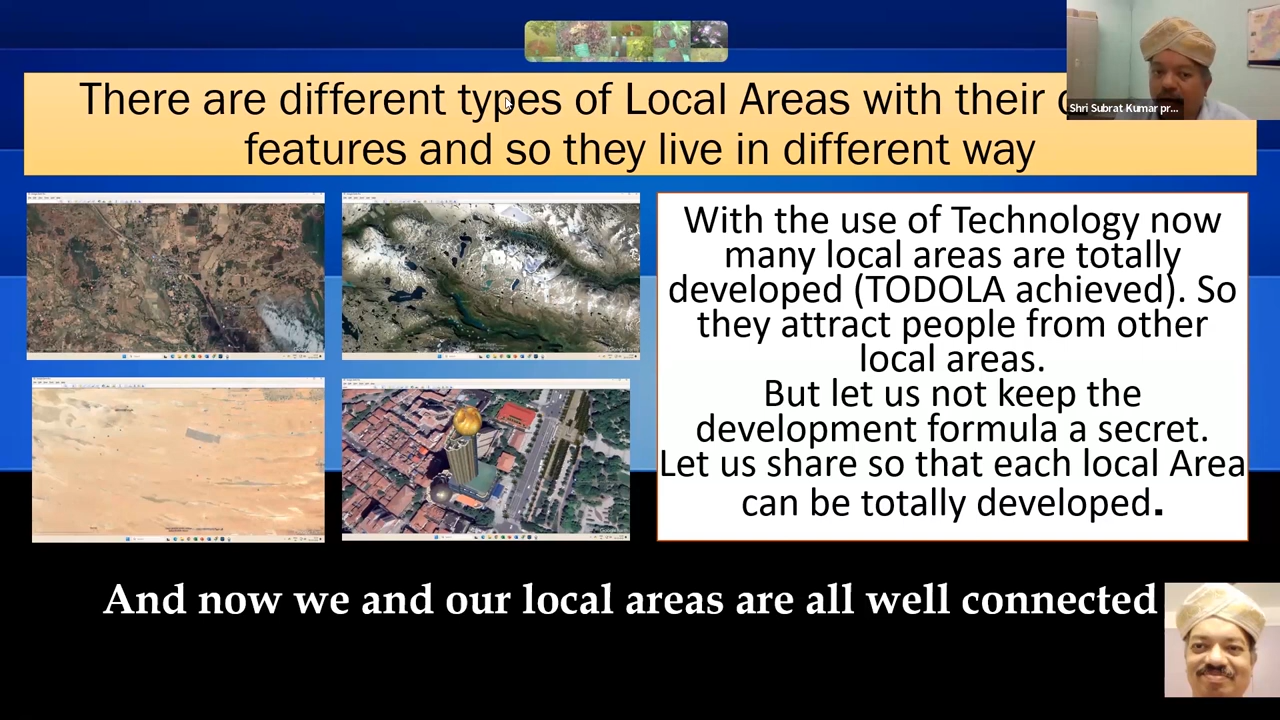 There are different types of Local Areas with their
features and so they live in different way
Shri Subrat Kumar pr...
With the use of Technology now
many local areas are totally
developed (TODOLA achieved). So
they attract people from other
local areas.
But let us not keep the
development formula a secret.
Let us share so that each local Area
can be totally developed.
And now we and our local areas are all well connected